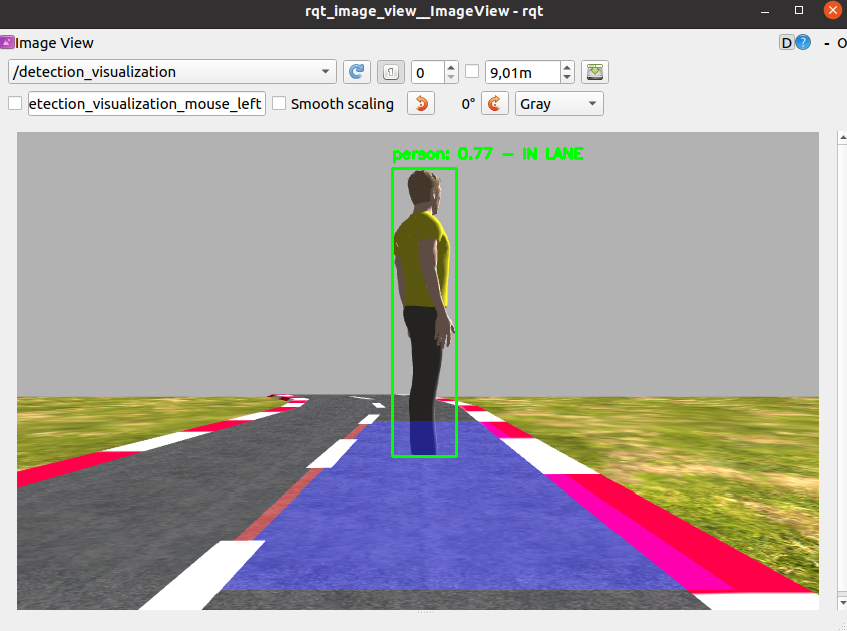 rqt_image_view__ImageView - rqt
Image View
D ? - O
/detection_visualization 0 9,01m
etection_visualization_mouse_left Smooth scaling 0° Gray
person: 0.77 - IN LANE